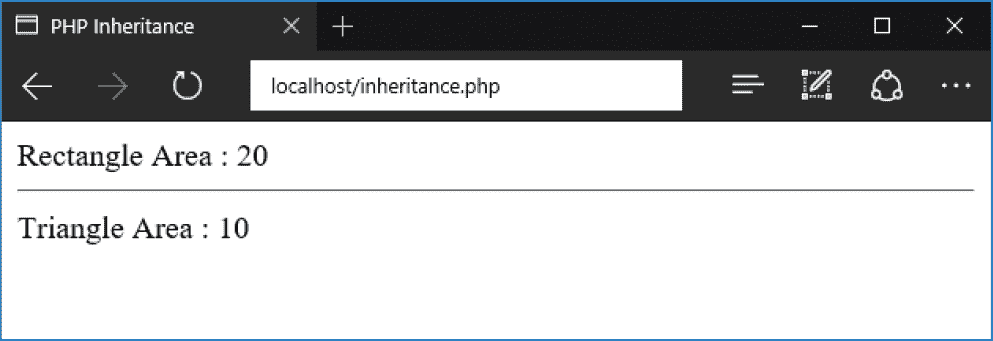 PHP Inheritance
localhost/inheritance.php
Rectangle Area : 20
Triangle Area : 10